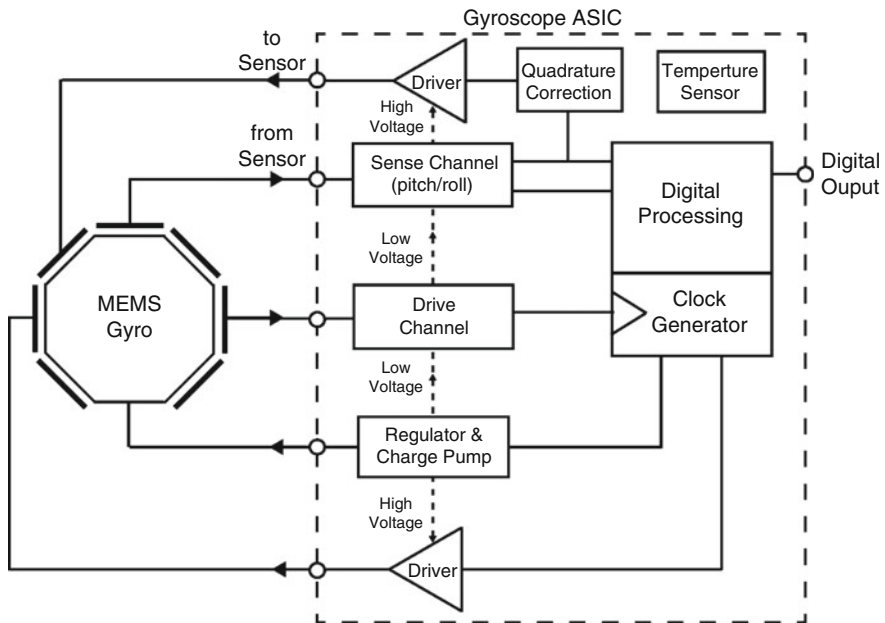 Gyroscope ASIC
to
Sensor
Driver
Quadrature
Correction
Temperture
Sensor
High
Voltage
from
Sensor
Sense Channel
(pitch/roll)
Digital
Processing
Digital
Ouput
Low
Voltage
MEMS
Gyro
Drive
Channel
Clock
Generator
Low
Voltage
Regulator &
Charge Pump
High
Voltage
Driver